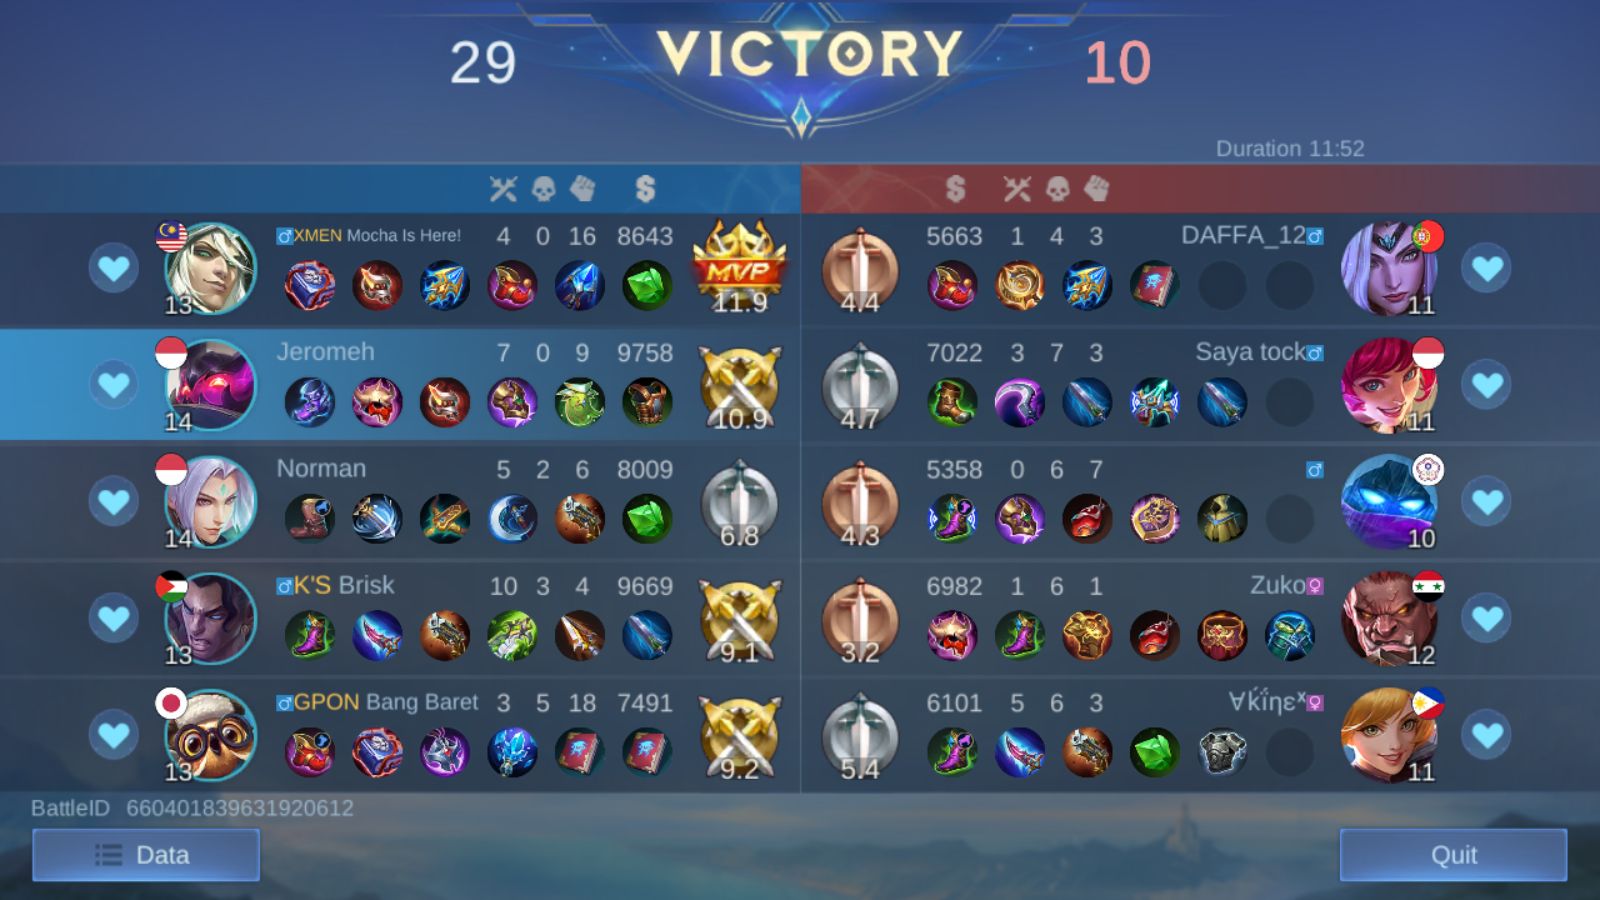 29 VICTORY 10
Duration 11:52
XMEN Mocha Is Here! 4 0 16 8643
13 MVP 11.9
5663 1 4 3 DAFFA_12
4.4 11
Jeromeh 7 0 9 9758
14 10.9
7022 3 7 3 Saya tock
4.7 11
Norman 5 2 6 8009
14 6.8
5358 0 6 7
4.3 10
K'S Brisk 10 3 4 9669
13 9.1
6982 1 6 1 Zuko
3.2 12
GPON Bang Baret 3 5 18 7491
13 9.2
6101 5 6 3
5.4 11
BattleID 660401839631920612
Data
Quit